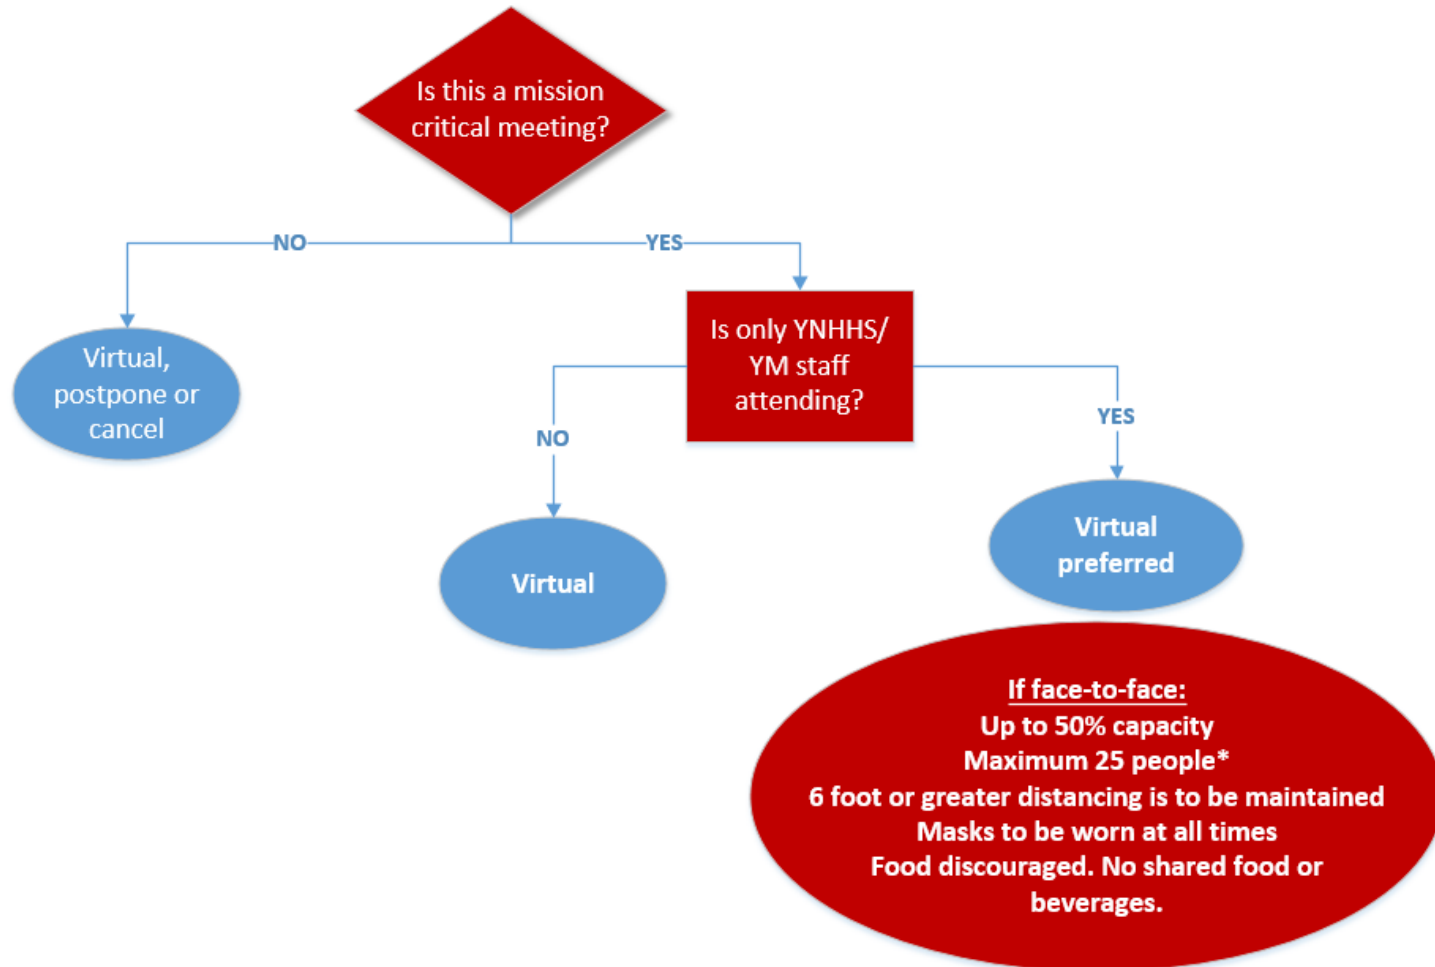 Is this a mission
critical meeting?
NO
YES
Is only YNHHS/
YM staff
attending?
Virtual,
postpone or
cancel
NO
YES
Virtual
Virtual
preferred
If face-to-face:
Up to 50% capacity
Maximum 25 people*
6 foot or greater distancing is to be maintained
Masks to be worn at all times
Food discouraged. No shared food or
beverages.